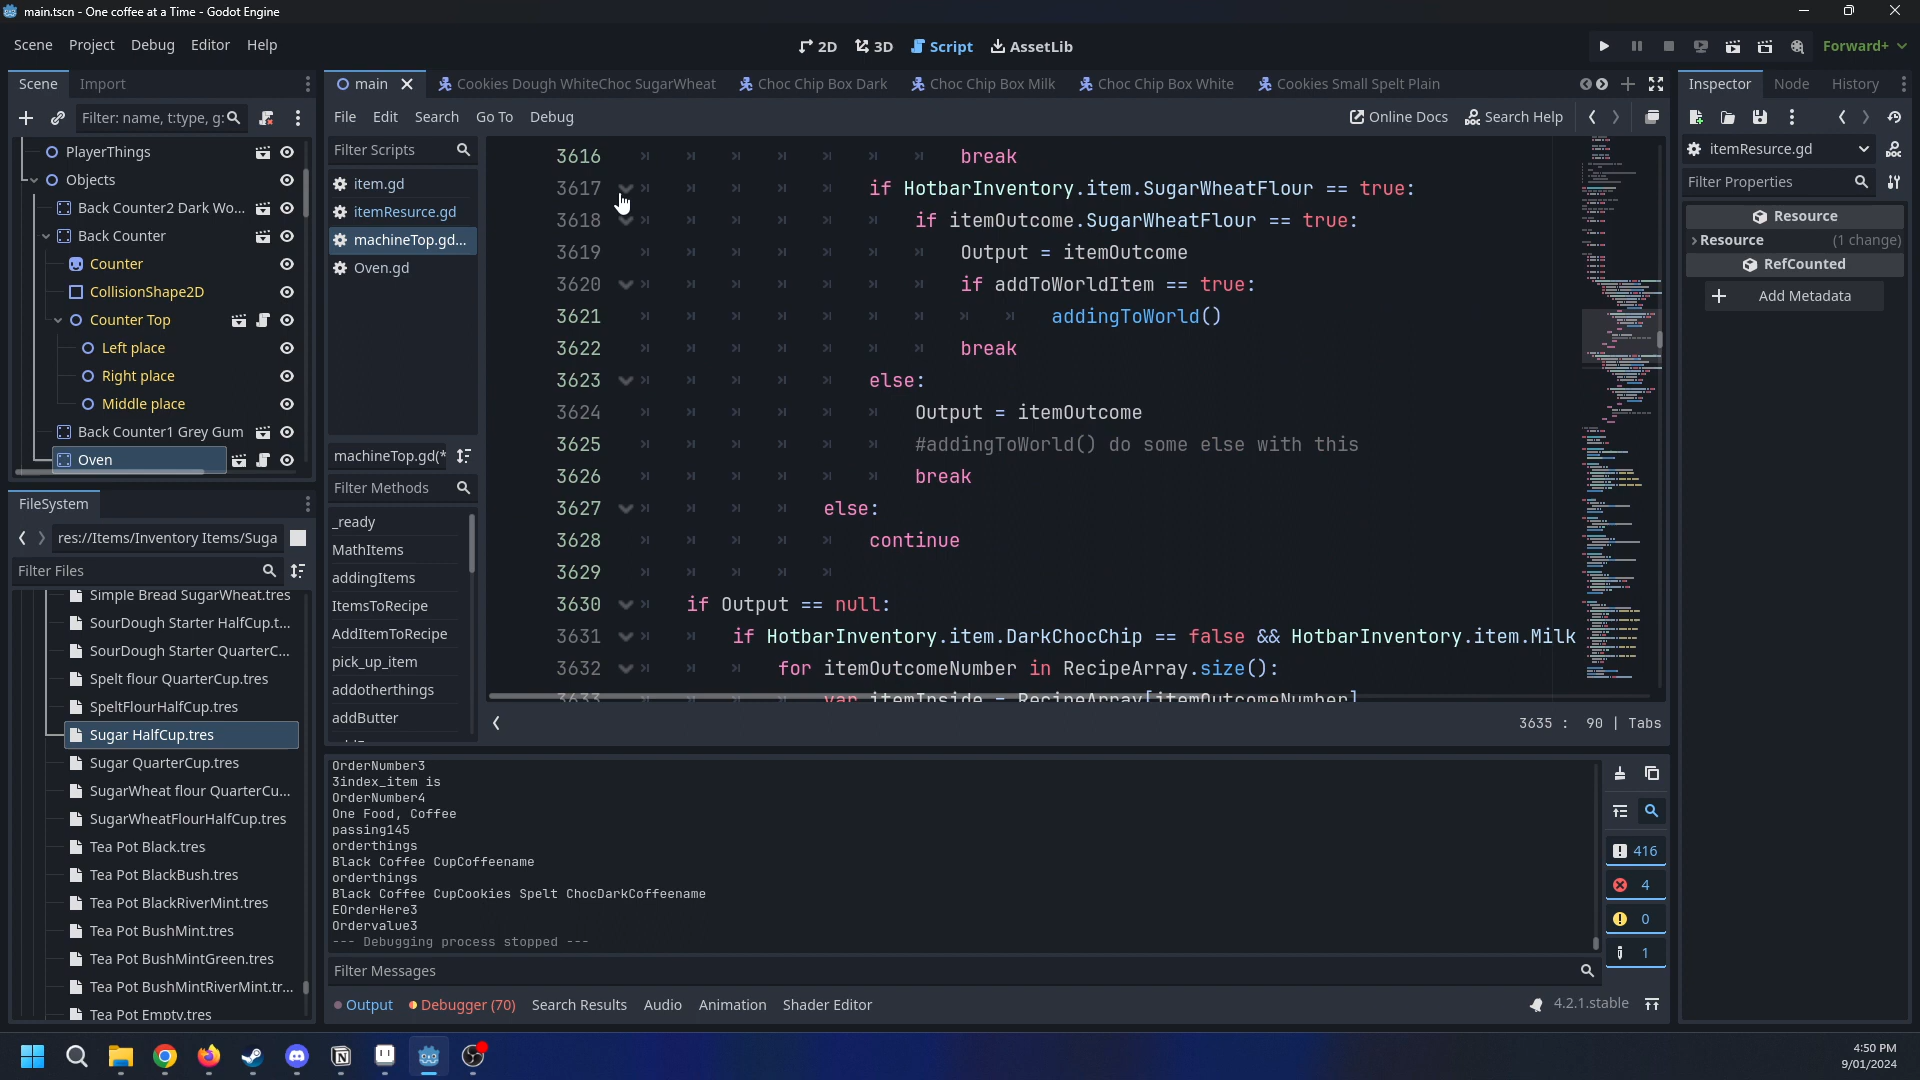 main.tscn - One coffee at a Time - Godot Engine
Scene Project Debug Editor Help
2D 3D Script AssetLib
Forward+
Scene Import
Filter: name, t:type, g:
PlayerThings
Objects
Back Counter2 Dark Wo...
Back Counter
Counter
CollisionShape2D
Counter Top
Left place
Right place
Middle place
Back Counter1 Grey Gum
Oven
FileSystem
res://Items/Inventory Items/Suga
Filter Files
Simple Bread SugarWheat.tres
SourDough Starter HalfCup.t...
SourDough Starter QuarterC...
Spelt flour QuarterCup.tres
SpeltFlourHalfCup.tres
Sugar HalfCup.tres
Sugar QuarterCup.tres
SugarWheat flour QuarterCu...
SugarWheatFlourHalfCup.tres
Tea Pot Black.tres
Tea Pot BlackBush.tres
Tea Pot BlackRiverMint.tres
Tea Pot BushMint.tres
Tea Pot BushMintGreen.tres
Tea Pot BushMintRiverMint.tr...
Tea Pot Empty.tres
main Cookies Dough WhiteChoc SugarWheat Choc Chip Box Dark Choc Chip Box Milk Choc Chip Box White Cookies Small Spelt Plain
File Edit Search Go To Debug
Online Docs Search Help
Filter Scripts
item.gd
itemResurce.gd
machineTop.gd...
Oven.gd
machineTop.gd(*
Filter Methods
_ready
MathItems
addingItems
ItemsToRecipe
AddItemToRecipe
pick_up_item
addotherthings
addButter
3616 break
3617 if HotbarInventory.item.SugarWheatFlour == true:
3618 if itemOutcome.SugarWheatFlour == true:
3619 Output = itemOutcome
3620 if addToWorldItem == true:
3621 addingToWorld()
3622 break
3623 else:
3624 Output = itemOutcome
3625 #addingToWorld() do some else with this
3626 break
3627 else:
3628 continue
3629
3630 if Output == null:
3631 if HotbarInventory.item.DarkChocChip == false && HotbarInventory.item.Milk
3632 for itemOutcomeNumber in RecipeArray.size():
3633 var itemInside = RecipeArray[itemOutcomeNumber]
3635 : 90 | Tabs
OrderNumber3
3index_item is
OrderNumber4
One Food, Coffee
passing145
orderthings
Black Coffee CupCoffeename
orderthings
Black Coffee CupCookies Spelt ChocDarkCoffeename
EOrderHere3
Ordervalue3
--- Debugging process stopped ---
Filter Messages
Output Debugger (70) Search Results Audio Animation Shader Editor
4.2.1.stable
416
4
0
1
Inspector Node History
itemResurce.gd
Filter Properties
Resource
Resource (1 change)
RefCounted
Add Metadata
4:50 PM
9/01/2024